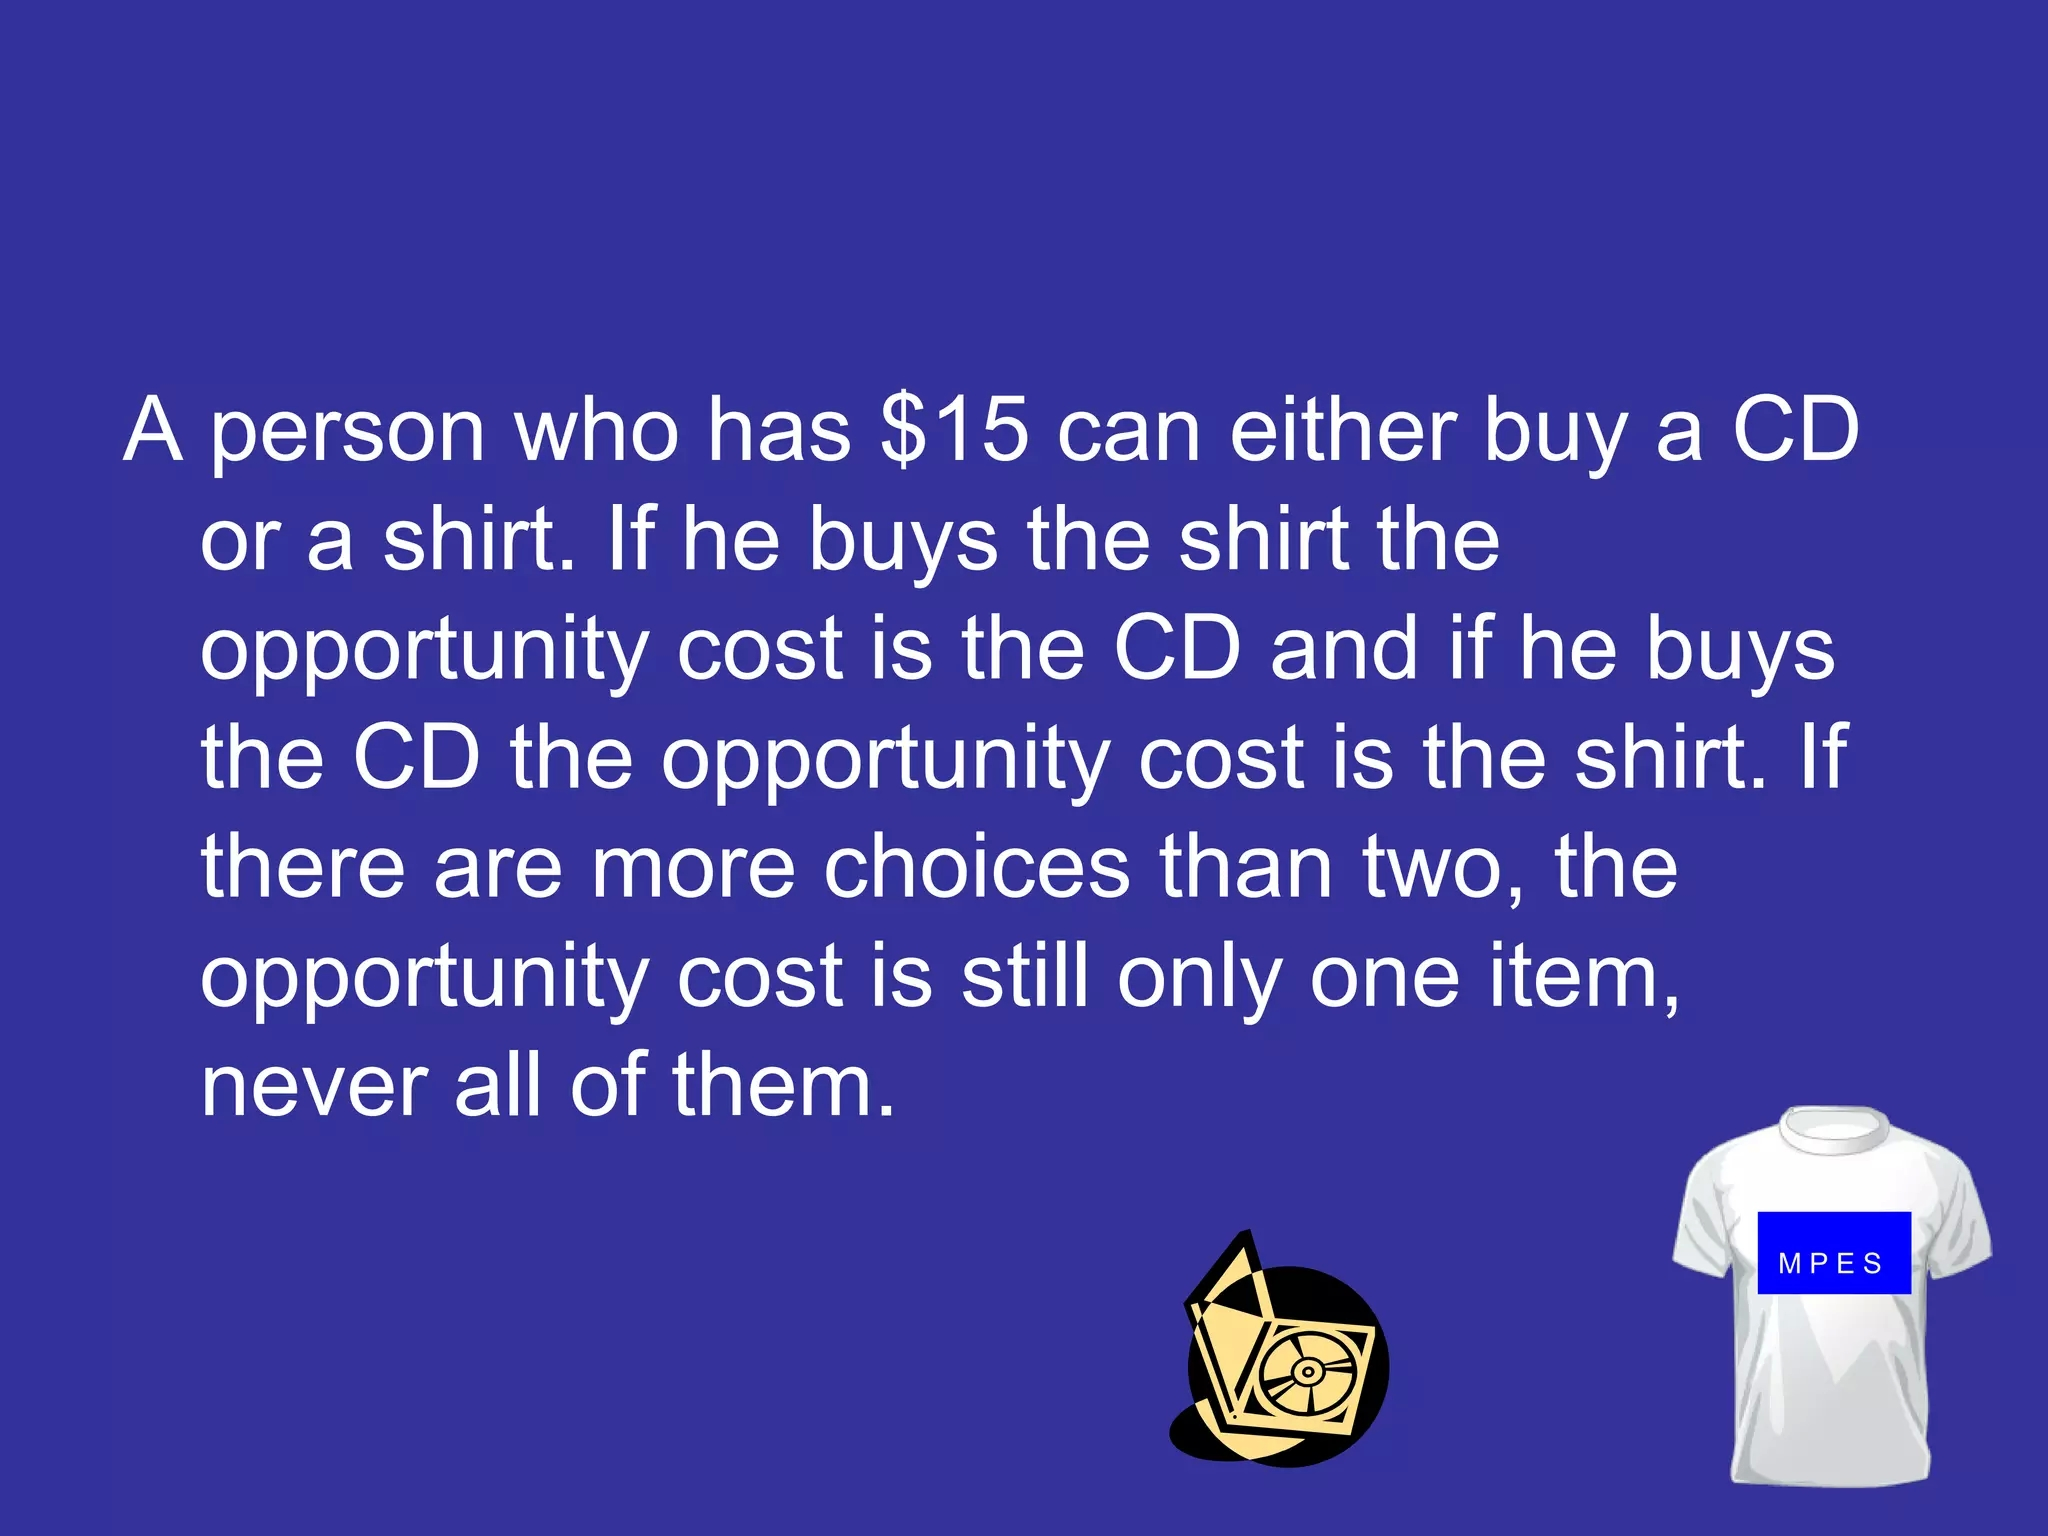 A person who has $15 can either buy a CD
or a shirt. If he buys the shirt the
opportunity cost is the CD and if he buys
the CD the opportunity cost is the shirt. If
there are more choices than two, the
opportunity cost is still only one item,
never all of them.
M P E S